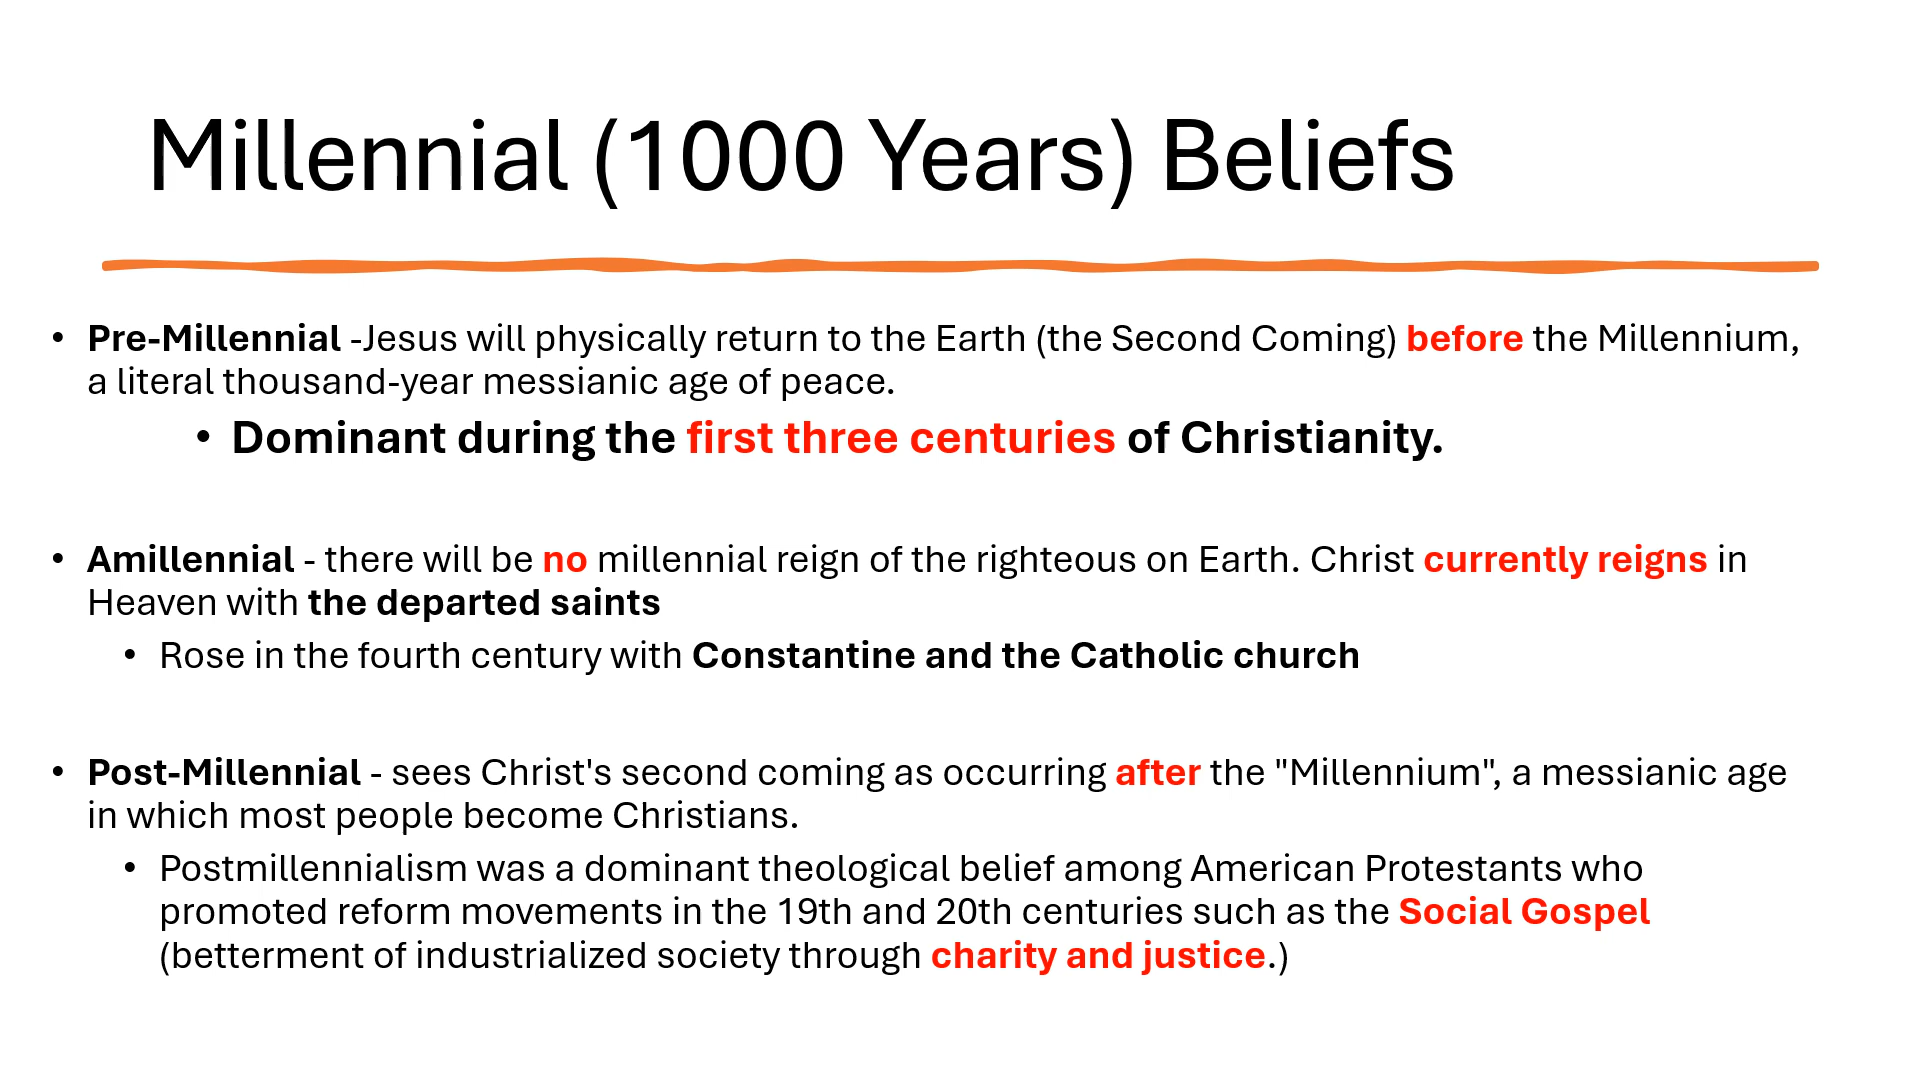 Millennial (1000 Years) Beliefs
• Pre-Millennial -Jesus will physically return to the Earth (the Second Coming) before the Millennium,
a literal thousand-year messianic age of peace.
• Dominant during the first three centuries of Christianity.
• Amillennial - there will be no millennial reign of the righteous on Earth. Christ currently reigns in
Heaven with the departed saints
• Rose in the fourth century with Constantine and the Catholic church
• Post-Millennial - sees Christ's second coming as occurring after the "Millennium", a messianic age
in which most people become Christians.
• Postmillennialism was a dominant theological belief among American Protestants who
promoted reform movements in the 19th and 20th centuries such as the Social Gospel
(betterment of industrialized society through charity and justice.)